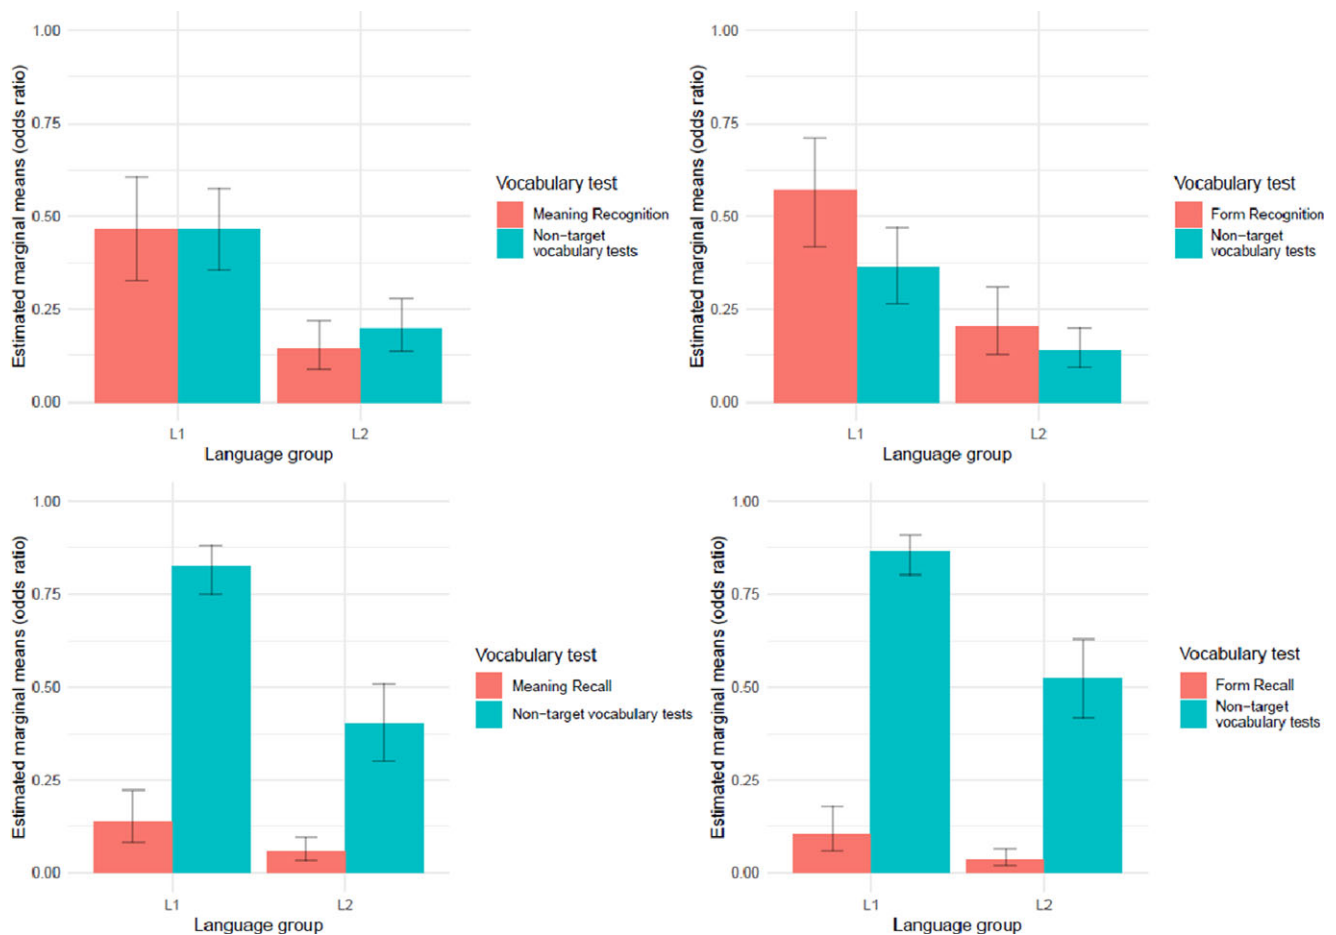 Estimated marginal means (odds ratio)
1.00
0.75
0.50
0.25
0.00
L1
L2
Language group
Vocabulary test
Meaning Recognition
Non-target
vocabulary tests
Estimated marginal means (odds ratio)
1.00
0.75
0.50
0.25
0.00
L1
L2
Language group
Vocabulary test
Form Recognition
Non-target
vocabulary tests
Estimated marginal means (odds ratio)
1.00
0.75
0.50
0.25
0.00
L1
L2
Language group
Vocabulary test
Meaning Recall
Non-target vocabulary tests
Estimated marginal means (odds ratio)
1.00
0.75
0.50
0.25
0.00
L1
L2
Language group
Vocabulary test
Form Recall
Non-target
vocabulary tests